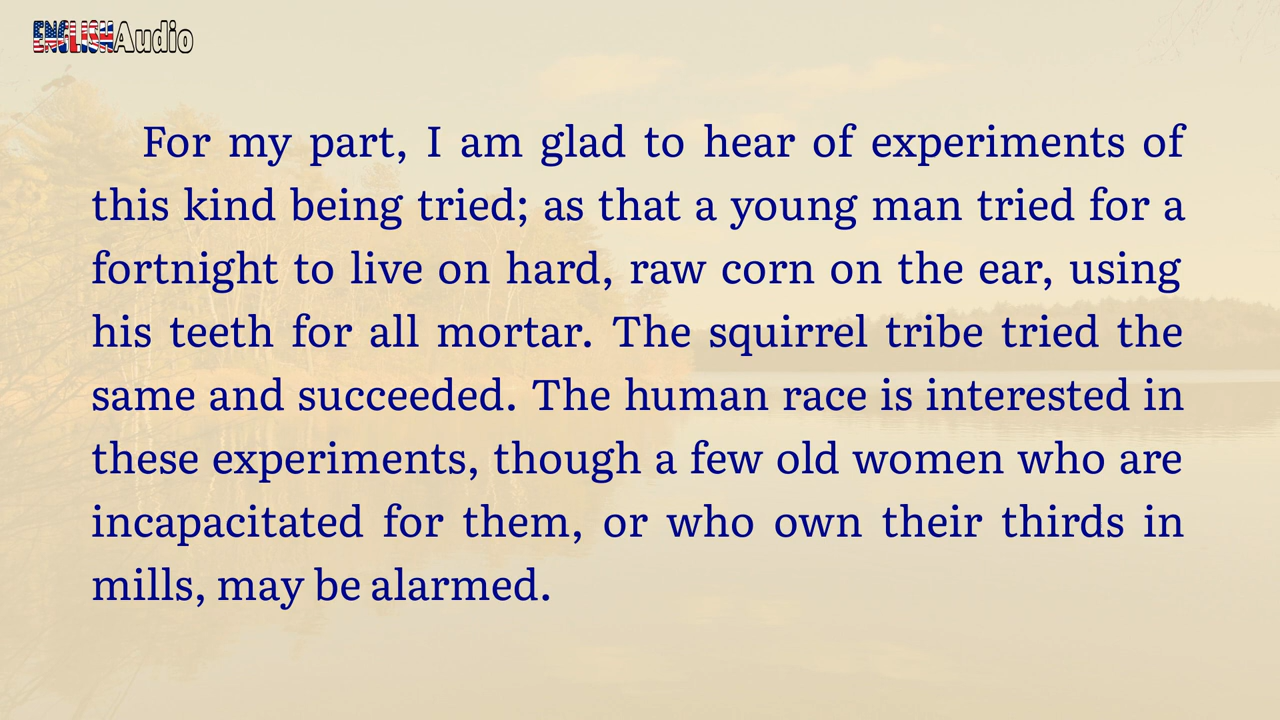 ENGLISHAudio
For my part, I am glad to hear of experiments of
this kind being tried; as that a young man tried for a
fortnight to live on hard, raw corn on the ear, using
his teeth for all mortar. The squirrel tribe tried the
same and succeeded. The human race is interested in
these experiments, though a few old women who are
incapacitated for them, or who own their thirds in
mills, may be alarmed.